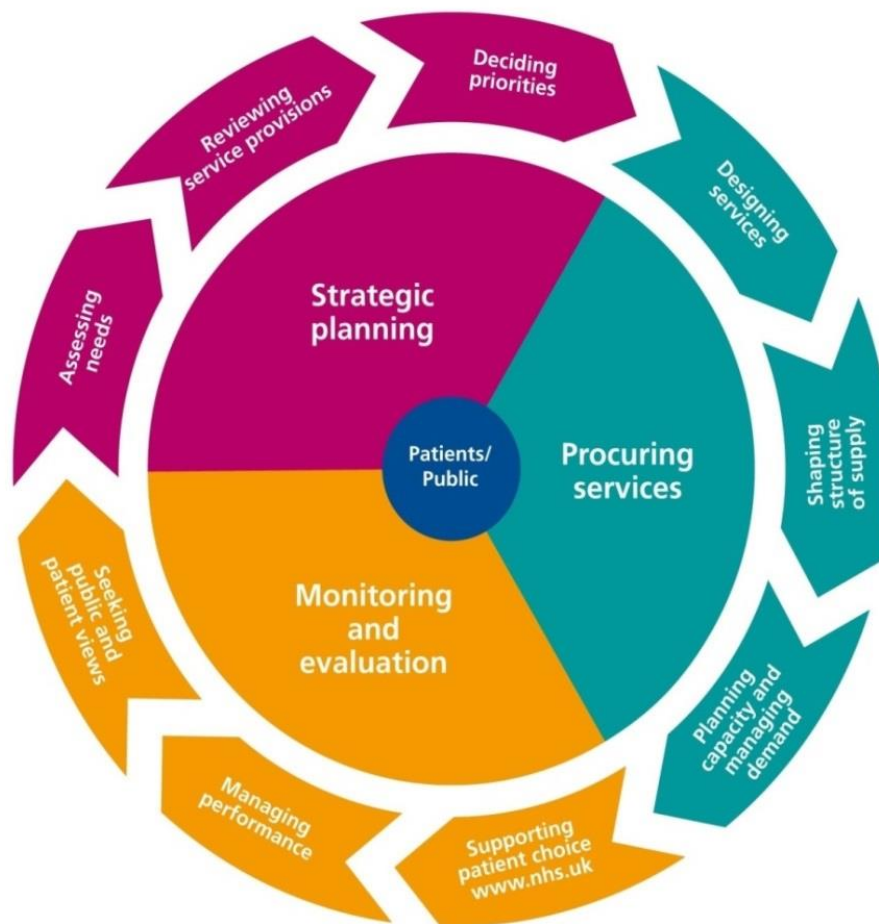 Deciding
priorities
Designing
services
Shaping
structure
of supply
Planning
capacity and
managing
demand
Supporting
patient choice
www.nhs.uk
Managing
performance
Seeking
public and
patient views
Assessing
needs
Reviewing
service provisions
Strategic
planning
Procuring
services
Monitoring
and
evaluation
Patients/
Public